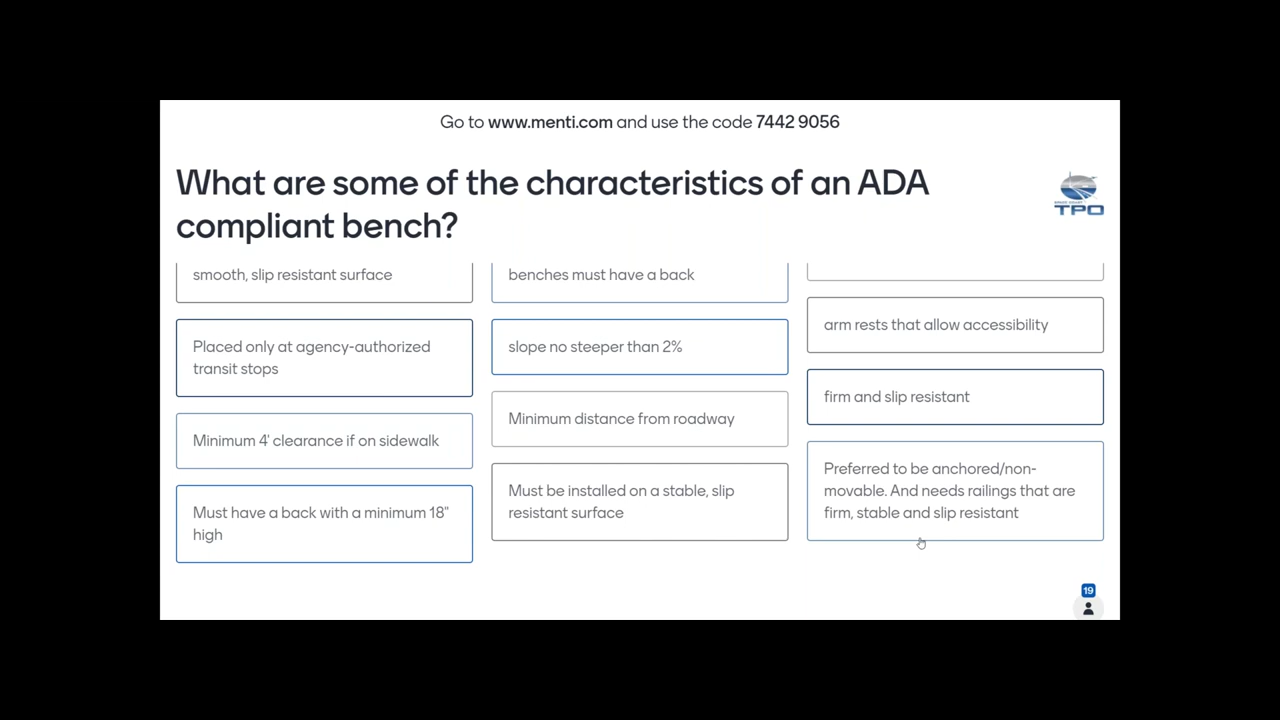 Go to www.menti.com and use the code 7442 9056
What are some of the characteristics of an ADA
compliant bench?
TPO
smooth, slip resistant surface
Placed only at agency-authorized
transit stops
Minimum 4' clearance if on sidewalk
Must have a back with a minimum 18"
high
benches must have a back
slope no steeper than 2%
Minimum distance from roadway
Must be installed on a stable, slip
resistant surface
arm rests that allow accessibility
firm and slip resistant
Preferred to be anchored/non-
movable. And needs railings that are
firm, stable and slip resistant
19